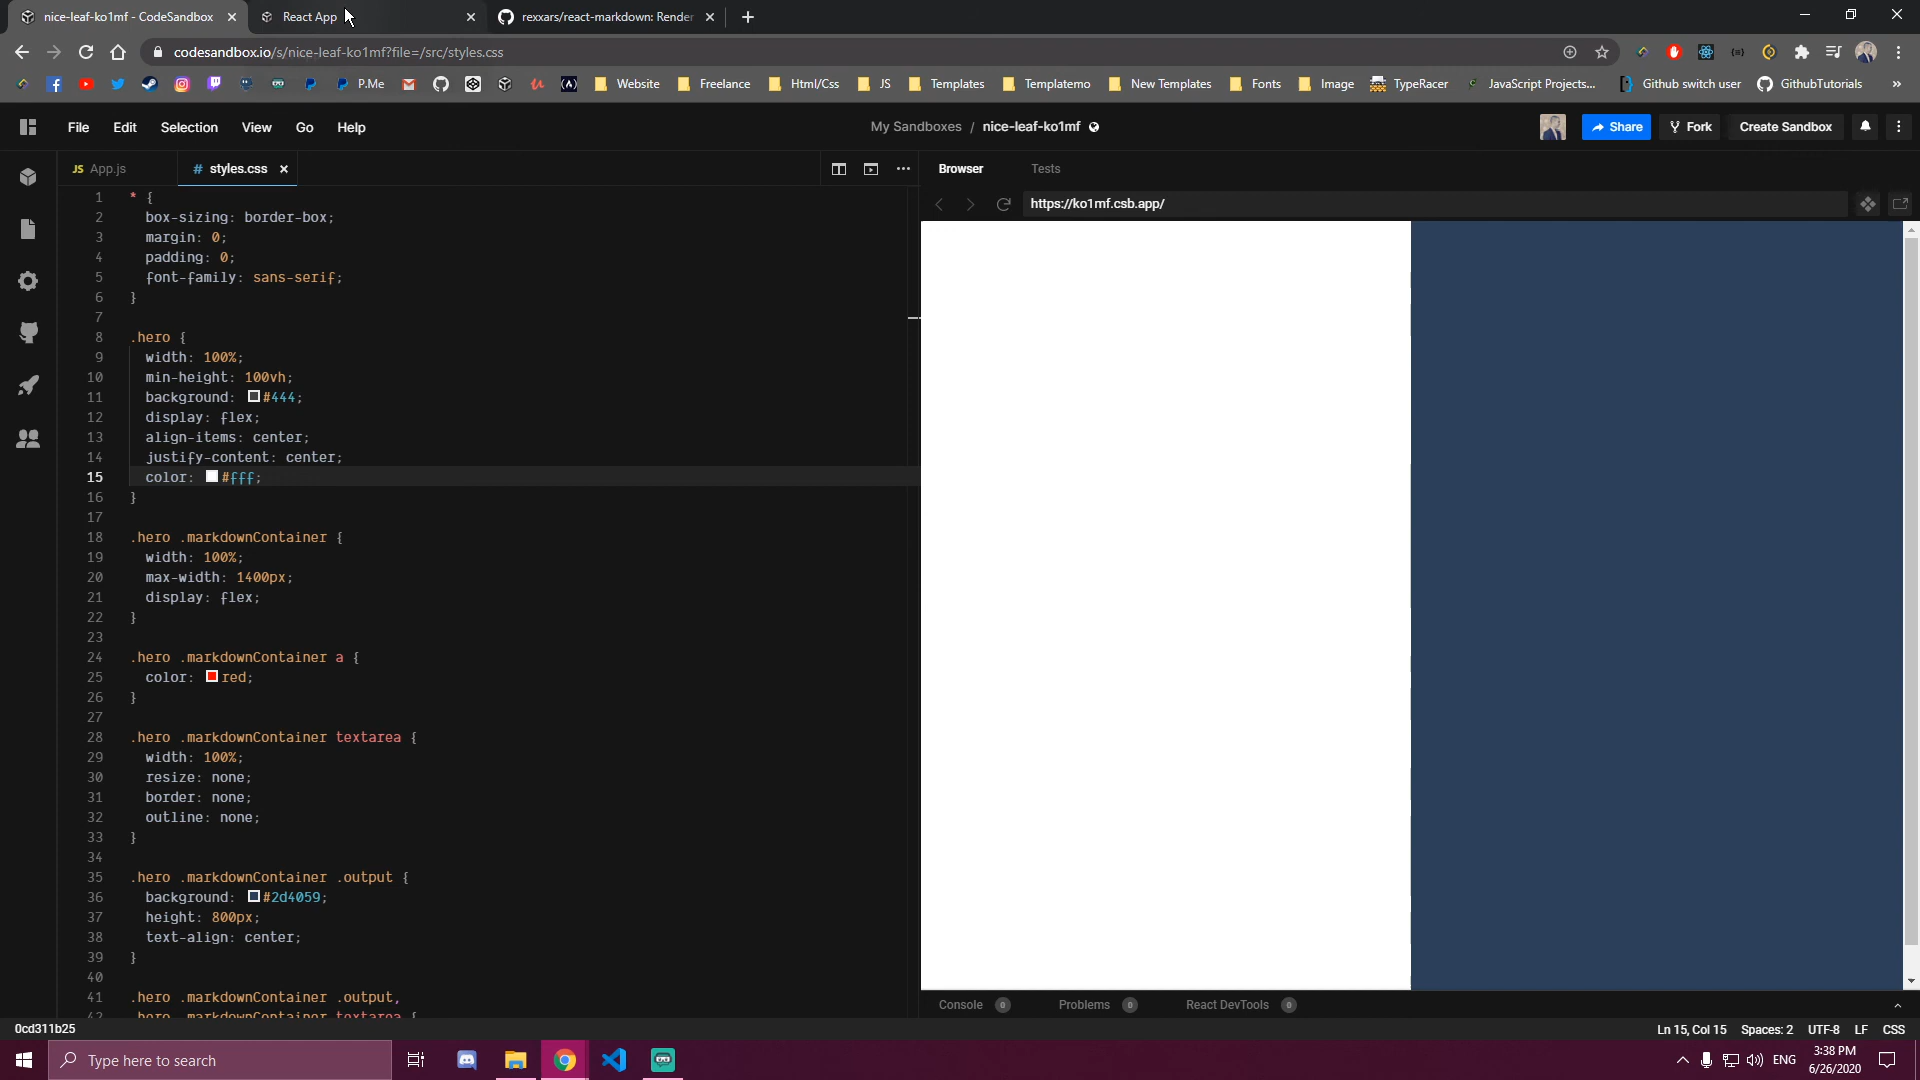 nice-leaf-ko1mf - CodeSandbox
React App
rexxars/react-markdown: Render
codesandbox.io/s/nice-leaf-ko1mf?file=/src/styles.css
P.Me
Website
Freelance
Html/Css
JS
Templates
Templatemo
New Templates
Fonts
Image
TypeRacer
JavaScript Projects...
Github switch user
GithubTutorials
»
File Edit Selection View Go Help
My Sandboxes / nice-leaf-ko1mf
Share
Fork
Create Sandbox
JS App.js
# styles.css
Browser
Tests
https://ko1mf.csb.app/
1 * {
2 box-sizing: border-box;
3 margin: 0;
4 padding: 0;
5 font-family: sans-serif;
6 }
7
8 .hero {
9 width: 100%;
10 min-height: 100vh;
11 background: #444;
12 display: flex;
13 align-items: center;
14 justify-content: center;
15 color: #fff;
16 }
17
18 .hero .markdownContainer {
19 width: 100%;
20 max-width: 1400px;
21 display: flex;
22 }
23
24 .hero .markdownContainer a {
25 color: red;
26 }
27
28 .hero .markdownContainer textarea {
29 width: 100%;
30 resize: none;
31 border: none;
32 outline: none;
33 }
34
35 .hero .markdownContainer .output {
36 background: #2d4059;
37 height: 800px;
38 text-align: center;
39 }
40
41 .hero .markdownContainer .output,
42 .hero .markdownContainer textarea {
Console 0
Problems 0
React DevTools 0
0cd311b25
Ln 15, Col 15 Spaces: 2 UTF-8 LF CSS
Type here to search
ENG
3:38 PM
6/26/2020